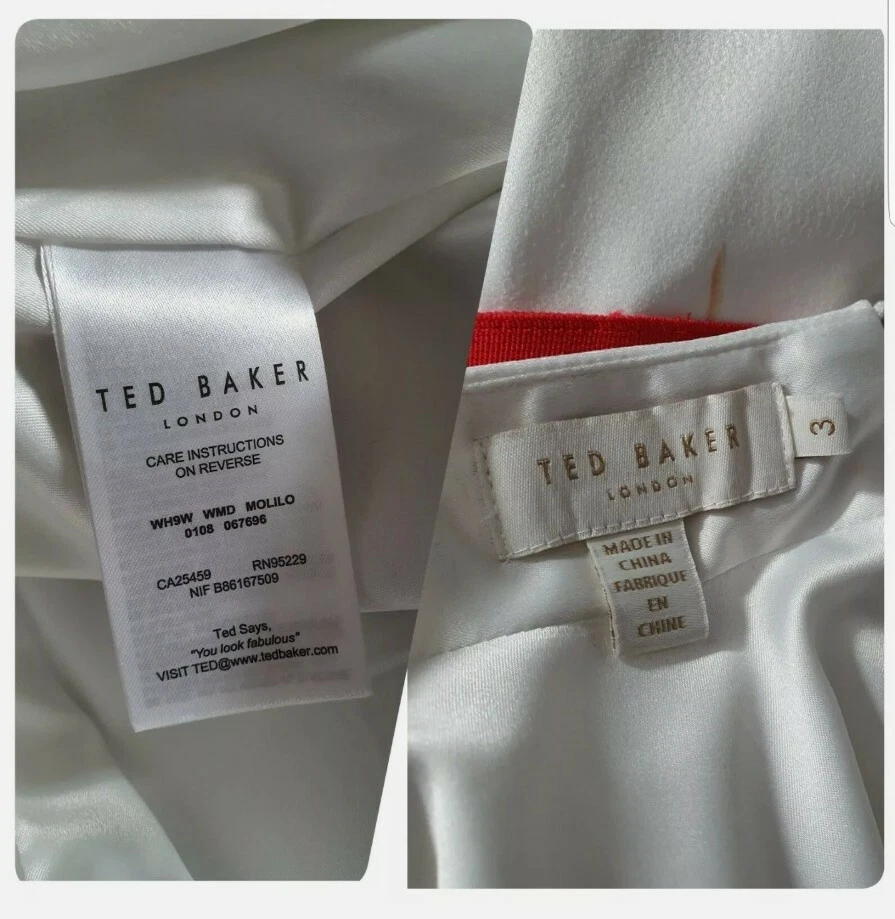 TED BAKER
LONDON
CARE INSTRUCTIONS
ON REVERSE
WH9W WMD MOLILO
0108 067696
CA25459 RN95229
NIF B86167509
Ted Says,
"You look fabulous"
VISIT TED@www.tedbaker.com
TED BAKER
LONDON
3
MADE IN
CHINA
FABRIQUE
EN
CHINE